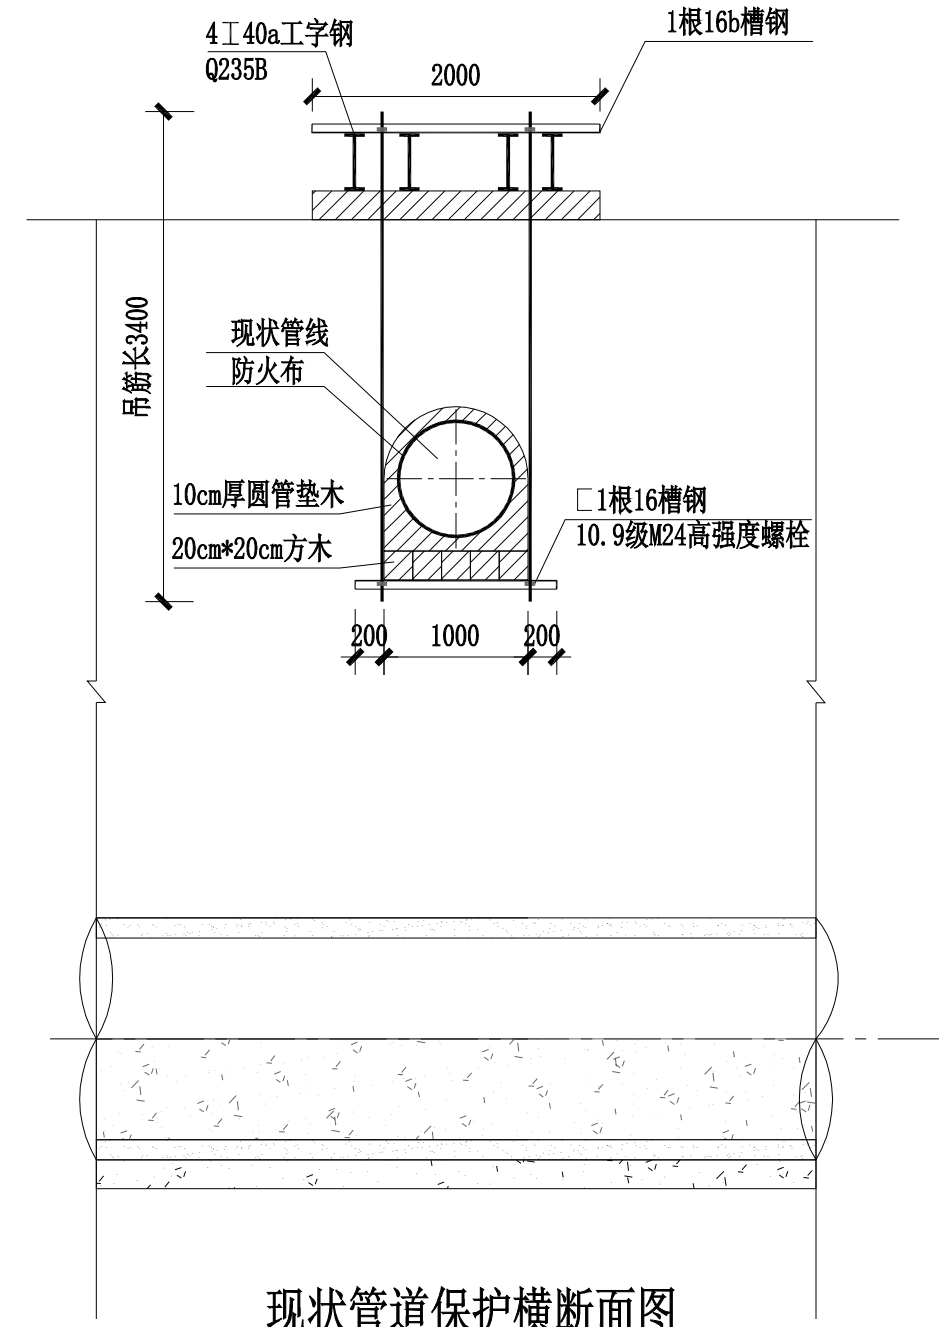 4工40a工字钢
Q235B
1根16b槽钢
2000
吊筋长3400
现状管线
防火布
10cm厚圆管垫木
20cm*20cm方木
□1根16槽钢
10.9级M24高强度螺栓
200
1000
200
现状管道保护横断面图